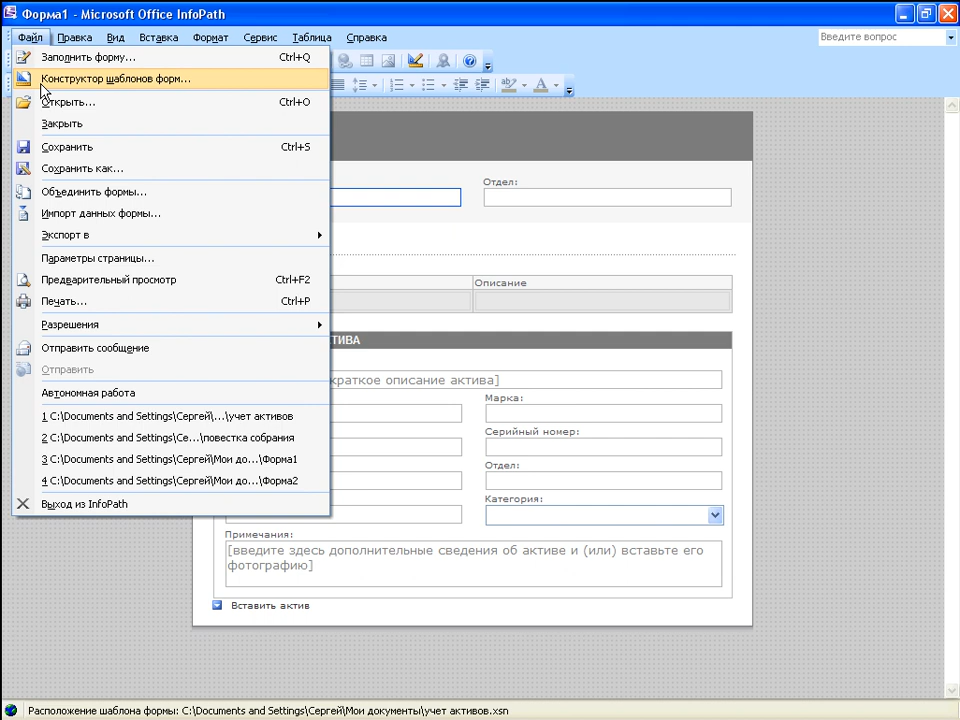 Форма1 - Microsoft Office InfoPath
Файл Правка Вид Вставка Формат Сервис Таблица Справка
Введите вопрос
Заполнить форму... Ctrl+Q
Конструктор шаблонов форм...
Открыть... Ctrl+O
Закрыть
Сохранить Ctrl+S
Сохранить как...
Объединить формы...
Импорт данных формы...
Экспорт в
Параметры страницы...
Предварительный просмотр Ctrl+F2
Печать... Ctrl+P
Разрешения
Отправить сообщение
Отправить
Автономная работа
1 C:\Documents and Settings\Сергей\...\учет активов
2 C:\Documents and Settings\Се...\повестка собрания
3 C:\Documents and Settings\Сергей\Мои до...\Форма1
4 C:\Documents and Settings\Сергей\Мои до...\Форма2
Выход из InfoPath
Отдел:
Описание
ТИВА
краткое описание актива]
Марка:
Серийный номер:
Отдел:
Категория:
Примечания:
[введите здесь дополнительные сведения об активе и (или) вставьте его
фотографию]
Вставить актив
Расположение шаблона формы: C:\Documents and Settings\Сергей\Мои документы\учет активов.xsn